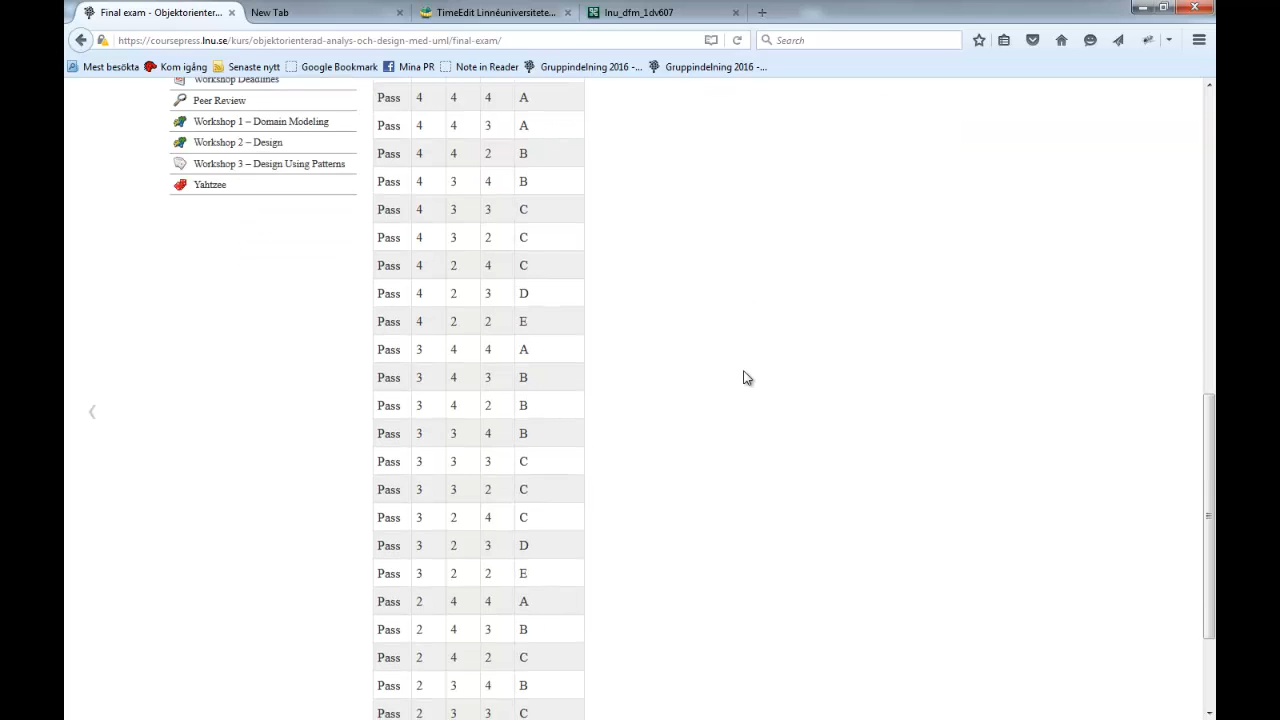 Final exam - Objektorienter...
New Tab
TimeEdit Linnéuniversitete...
lnu_dfm_1dv607
https://coursepress.lnu.se/kurs/objektorienterad-analys-och-design-med-uml/final-exam/
Search
Mest besökta
Kom igång
Senaste nytt
Google Bookmark
Mina PR
Note in Reader
Gruppindelning 2016 -...
Gruppindelning 2016 -...
Workshop Deadlines
Peer Review
Workshop 1 – Domain Modeling
Workshop 2 – Design
Workshop 3 – Design Using Patterns
Yahtzee
Pass 4 4 4 A
Pass 4 4 3 A
Pass 4 4 2 B
Pass 4 3 4 B
Pass 4 3 3 C
Pass 4 3 2 C
Pass 4 2 4 C
Pass 4 2 3 D
Pass 4 2 2 E
Pass 3 4 4 A
Pass 3 4 3 B
Pass 3 4 2 B
Pass 3 3 4 B
Pass 3 3 3 C
Pass 3 3 2 C
Pass 3 2 4 C
Pass 3 2 3 D
Pass 3 2 2 E
Pass 2 4 4 A
Pass 2 4 3 B
Pass 2 4 2 C
Pass 2 3 4 B
Pass 2 3 3 C